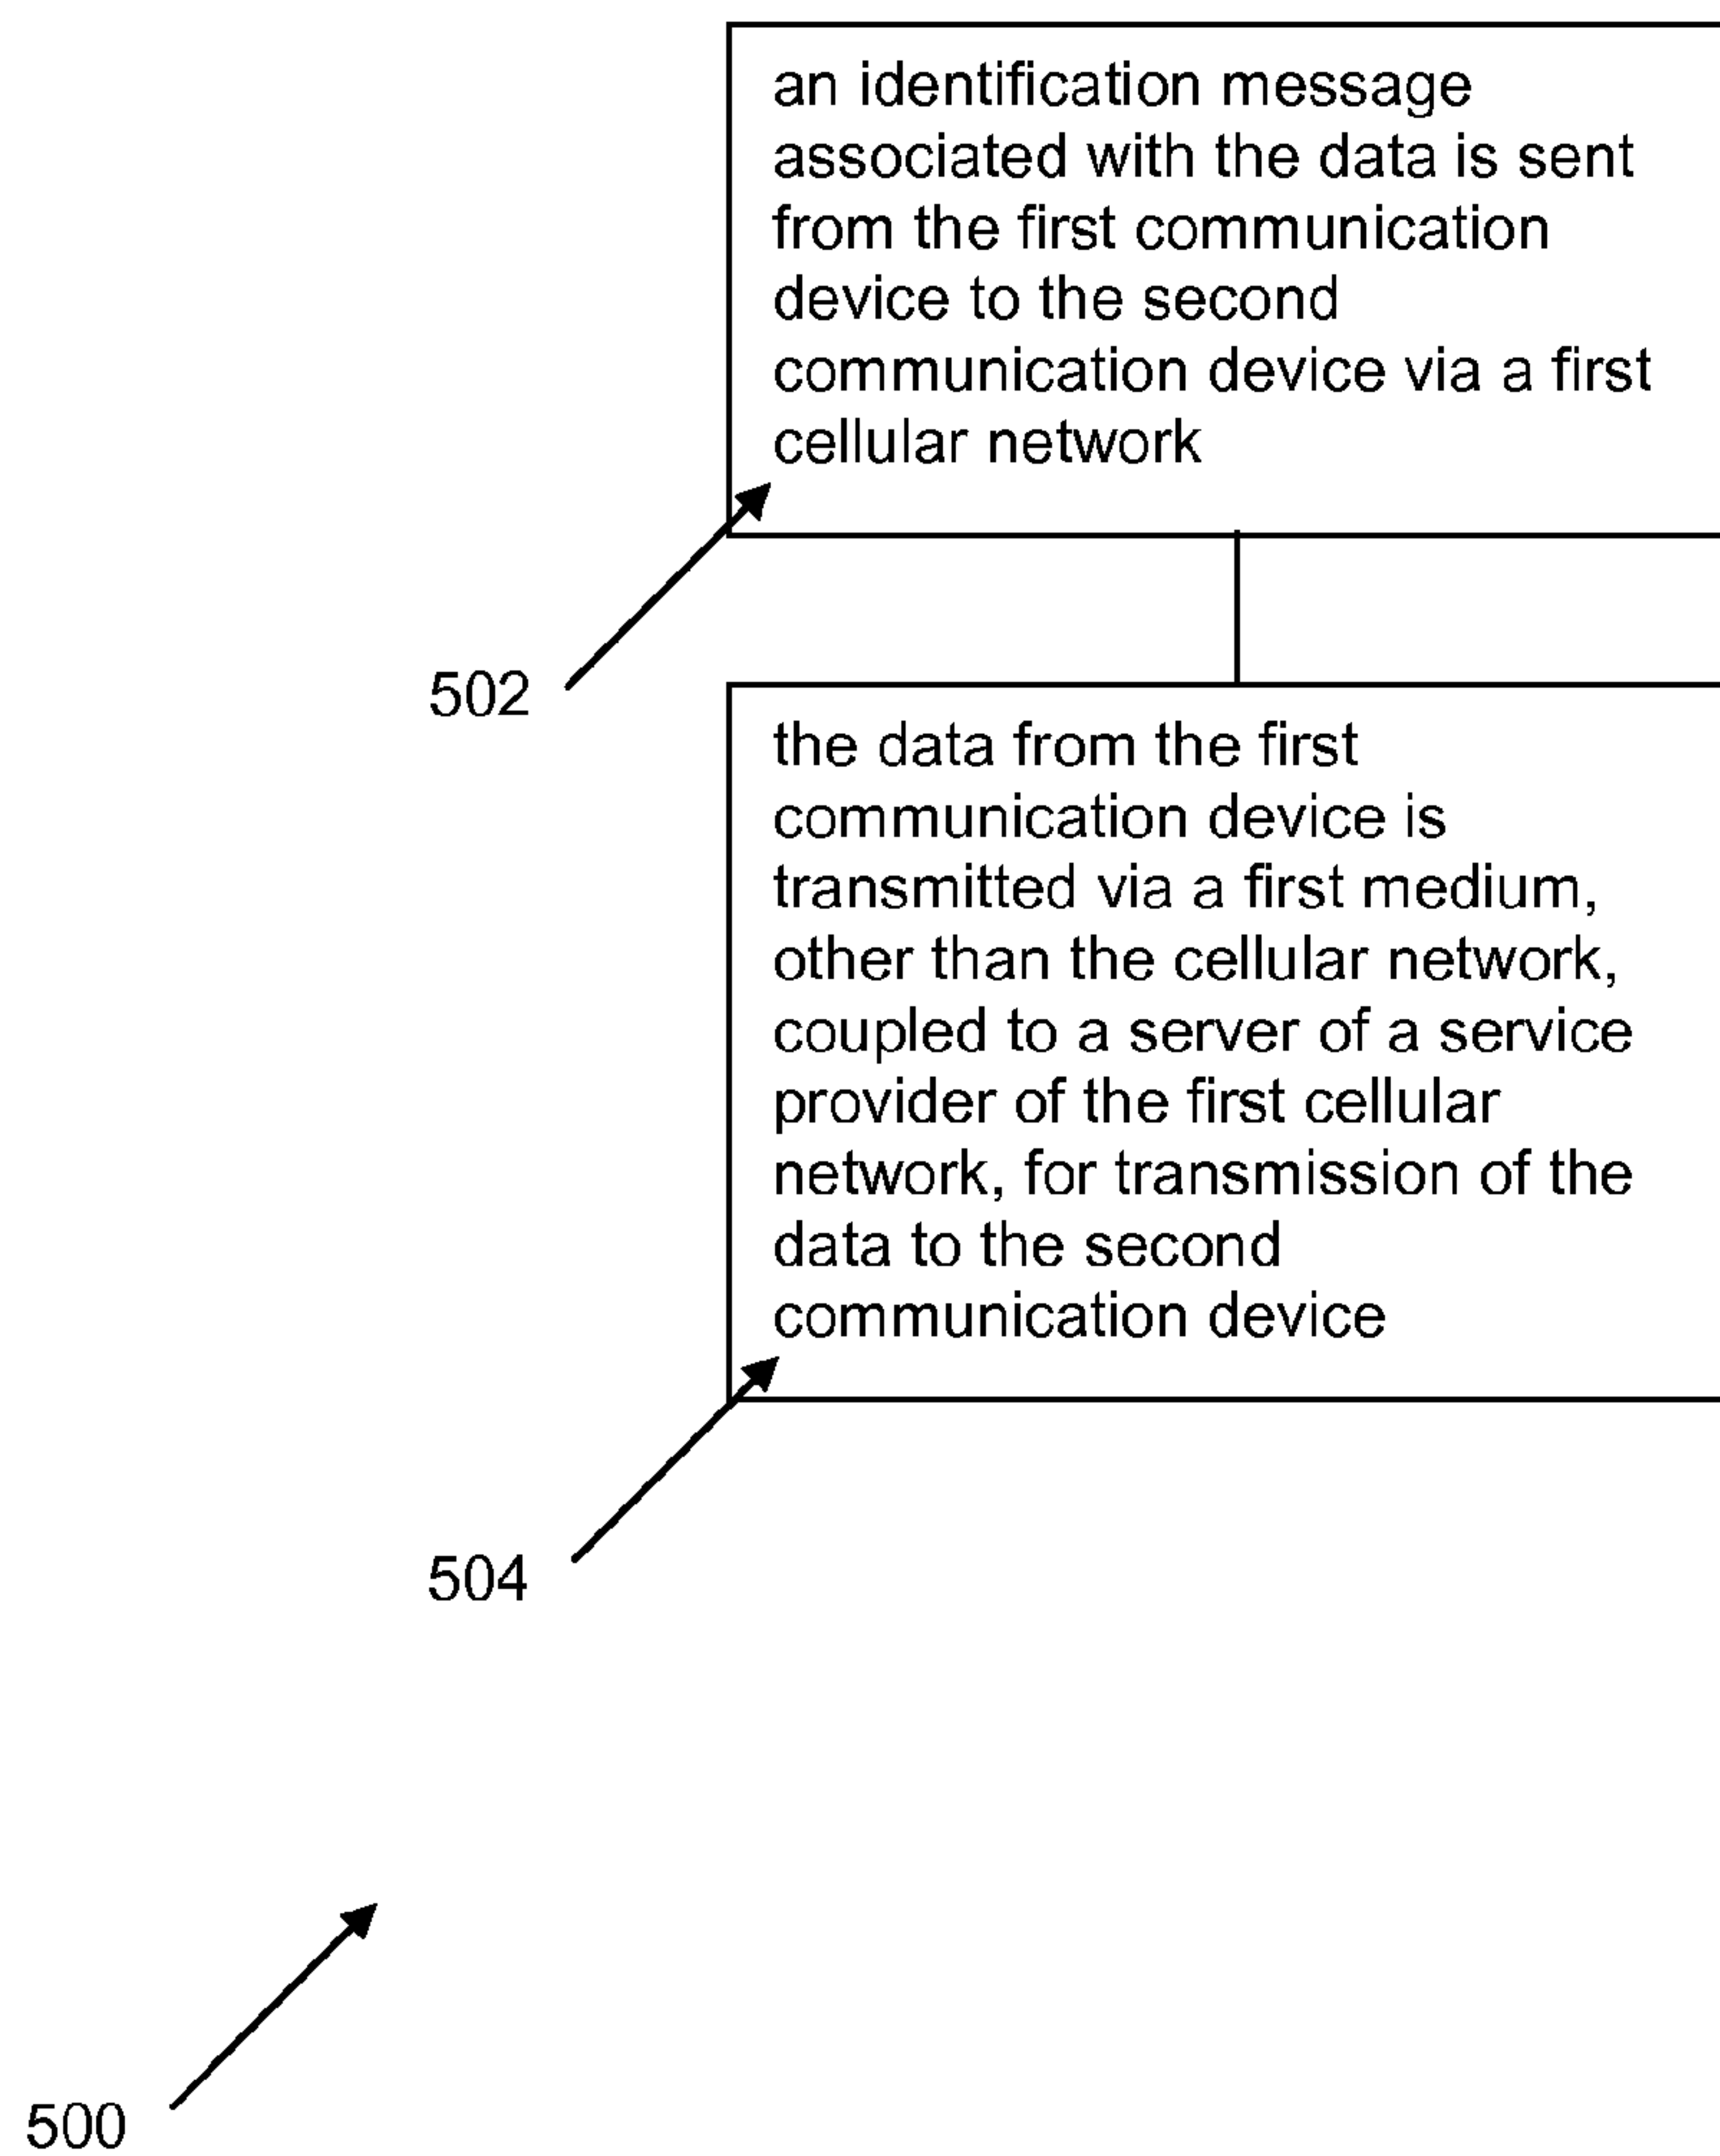 an identification message
associated with the data is sent
from the first communication
device to the second
communication device via a first
cellular network
502
the data from the first
communication device is
transmitted via a first medium,
other than the cellular network,
coupled to a server of a service
provider of the first cellular
network, for transmission of the
data to the second
communication device
504
500